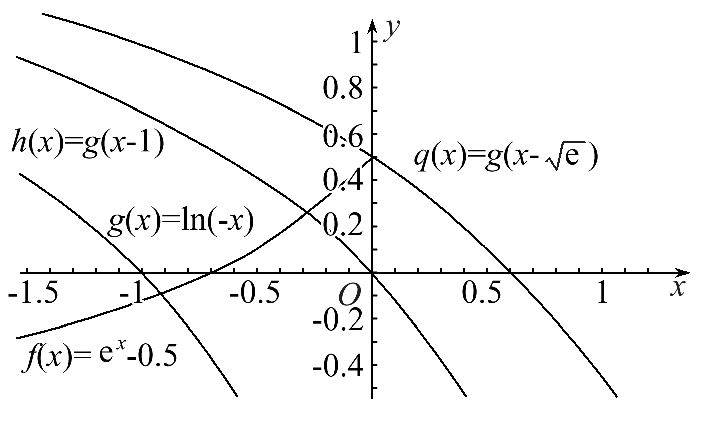 y
1
0.8
h(x)=g(x-1)
0.6
q(x)=g(x-√e)
0.4
g(x)=ln(-x)
0.2
-1.5 -1 -0.5 O 0.5 1 x
-0.2
f(x)=e^x-0.5
-0.4